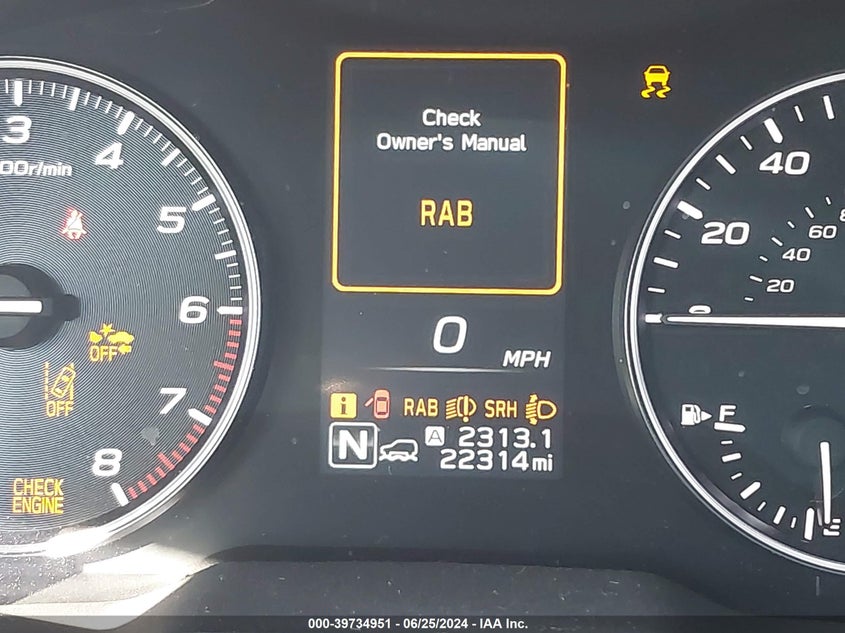 3
4
00r/min
5
6
OFF
7
OFF
8
CHECK
ENGINE
Check
Owner's Manual
RAB
0
MPH
i
RAB SRH
N A 2313.1
22314mi
40
20
60
40
20
0
F
E
000-39734951 - 06/25/2024 - IAA Inc.